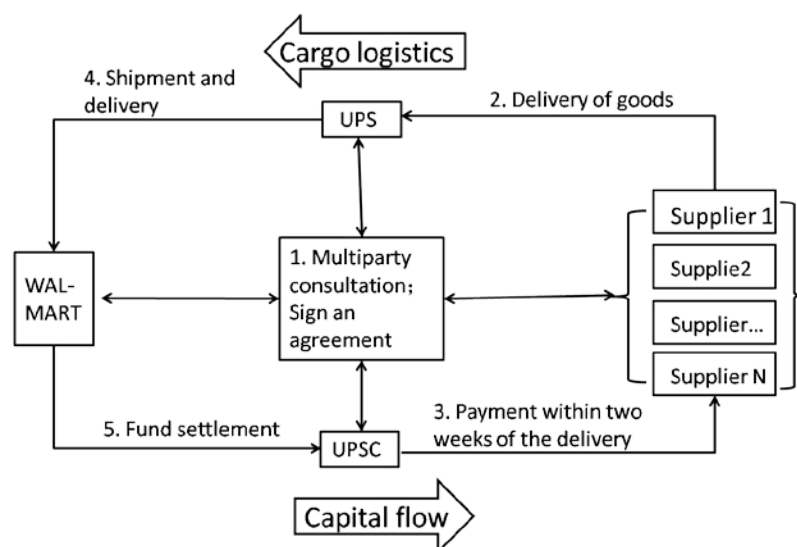 Cargo logistics
4. Shipment and
delivery
2. Delivery of goods
UPS
Supplier 1
1. Multiparty
consultation；
Sign an
agreement
WAL-
MART
Supplie2
Supplier...
Supplier N
3. Payment within two
weeks of the delivery
5. Fund settlement
UPSC
Capital flow